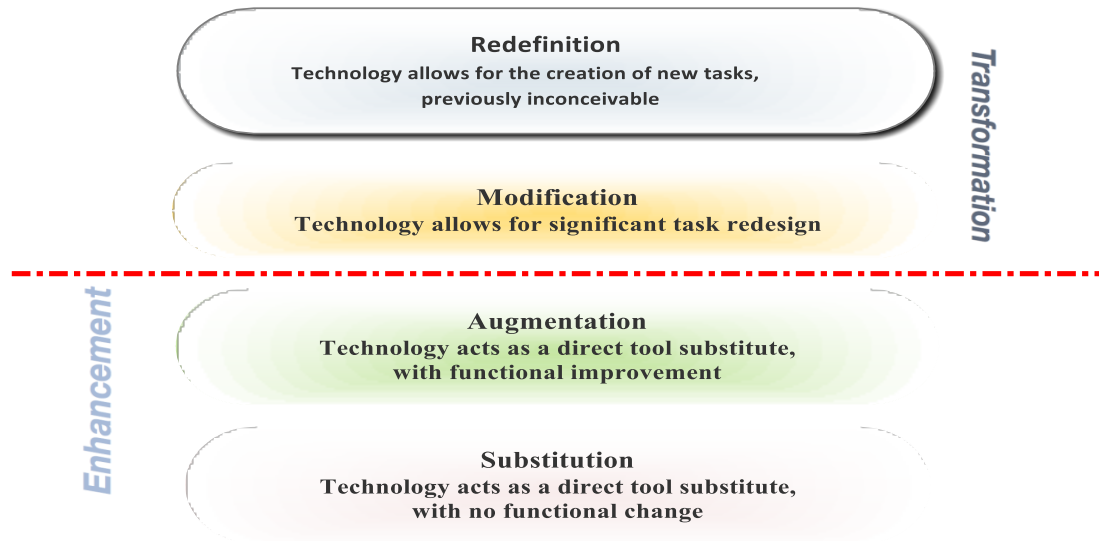 Redefinition
Technology allows for the creation of new tasks,
previously inconceivable
Transformation
Modification
Technology allows for significant task redesign
Enhancement
Augmentation
Technology acts as a direct tool substitute,
with functional improvement
Substitution
Technology acts as a direct tool substitute,
with no functional change